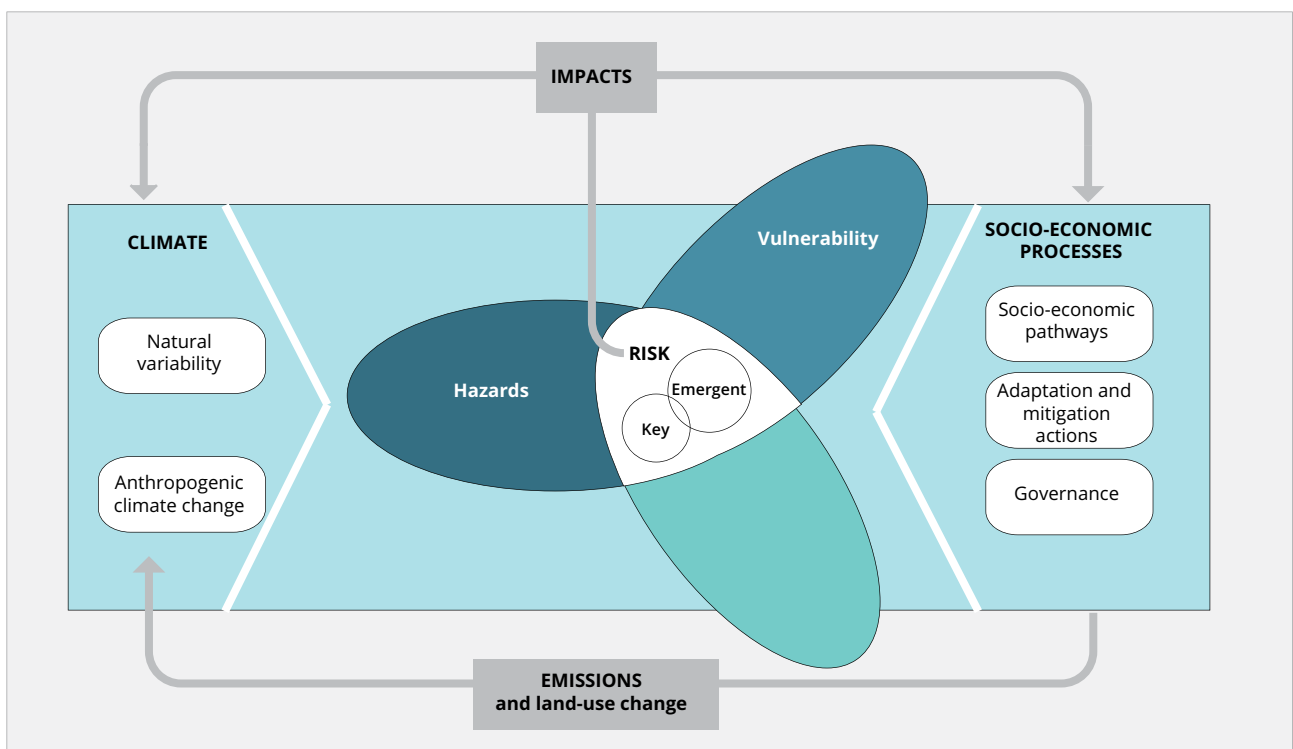 IMPACTS
CLIMATE
Natural
variability
Anthropogenic
climate change
Hazards
Vulnerability
RISK
Emergent
Key
SOCIO-ECONOMIC
PROCESSES
Socio-economic
pathways
Adaptation and
mitigation
actions
Governance
EMISSIONS
and land-use change